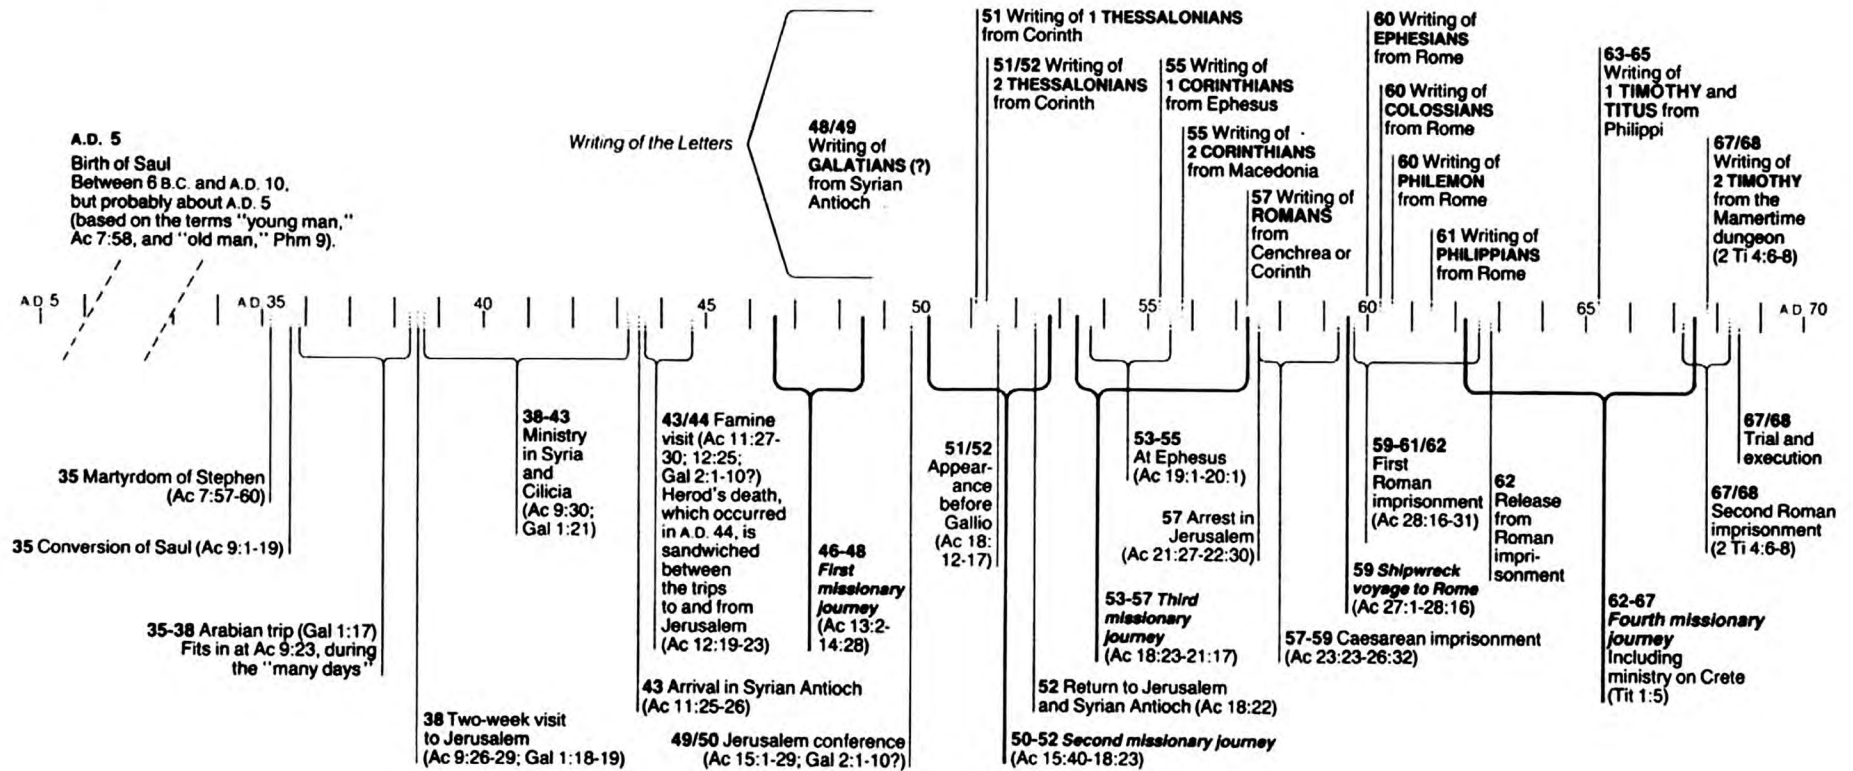 A.D. 5
Birth of Saul
Between 6 B.C. and A.D. 10,
but probably about A.D. 5
(based on the terms "young man,"
Ac 7:58, and "old man," Phm 9).
Writing of the Letters
48/49
Writing of
GALATIANS (?)
from Syrian
Antioch
51 Writing of 1 THESSALONIANS
from Corinth
51/52 Writing of
2 THESSALONIANS
from Corinth
55 Writing of
1 CORINTHIANS
from Ephesus
55 Writing of
2 CORINTHIANS
from Macedonia
57 Writing of
ROMANS
from
Cenchrea or
Corinth
60 Writing of
EPHESIANS
from Rome
60 Writing of
COLOSSIANS
from Rome
60 Writing of
PHILEMON
from Rome
61 Writing of
PHILIPPIANS
from Rome
63-65
Writing of
1 TIMOTHY and
TITUS from
Philippi
67/68
Writing of
2 TIMOTHY
from the
Mamertime
dungeon
(2 Ti 4:6-8)
A.D. 5 A.D. 35 40 45 50 55 60 65 A.D. 70
35 Martyrdom of Stephen
(Ac 7:57-60)
35 Conversion of Saul (Ac 9:1-19)
35-38 Arabian trip (Gal 1:17)
Fits in at Ac 9:23, during
the "many days"
38 Two-week visit
to Jerusalem
(Ac 9:26-29; Gal 1:18-19)
38-43
Ministry
in Syria
and
Cilicia
(Ac 9:30;
Gal 1:21)
43/44 Famine
visit (Ac 11:27-
30; 12:25;
Gal 2:1-10?)
Herod's death,
which occurred
in A.D. 44, is
sandwiched
between
the trips
to and from
Jerusalem
(Ac 12:19-23)
43 Arrival in Syrian Antioch
(Ac 11:25-26)
46-48
First
missionary
journey
(Ac 13:2-
14:28)
49/50 Jerusalem conference
(Ac 15:1-29; Gal 2:1-10?)
51/52
Appear-
ance
before
Gallio
(Ac 18:
12-17)
50-52 Second missionary journey
(Ac 15:40-18:23)
52 Return to Jerusalem
and Syrian Antioch (Ac 18:22)
53-55
At Ephesus
(Ac 19:1-20:1)
53-57 Third
missionary
journey
(Ac 18:23-21:17)
57 Arrest in
Jerusalem
(Ac 21:27-22:30)
57-59 Caesarean imprisonment
(Ac 23:23-26:32)
59 Shipwreck
voyage to Rome
(Ac 27:1-28:16)
59-61/62
First
Roman
imprisonment
(Ac 28:16-31)
62
Release
from
Roman
impri-
sonment
62-67
Fourth missionary
journey
Including
ministry on Crete
(Tit 1:5)
67/68
Trial and
execution
67/68
Second Roman
imprisonment
(2 Ti 4:6-8)